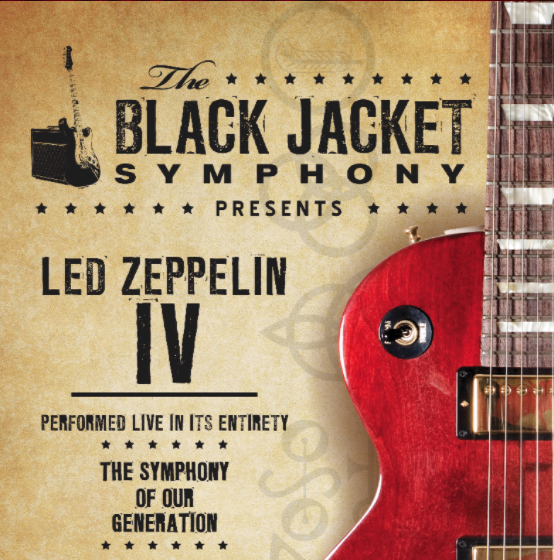 The
BLACK JACKET
SYMPHONY
PRESENTS
LED ZEPPELIN
IV
PERFORMED LIVE IN ITS ENTIRETY
THE SYMPHONY
OF OUR
GENERATION